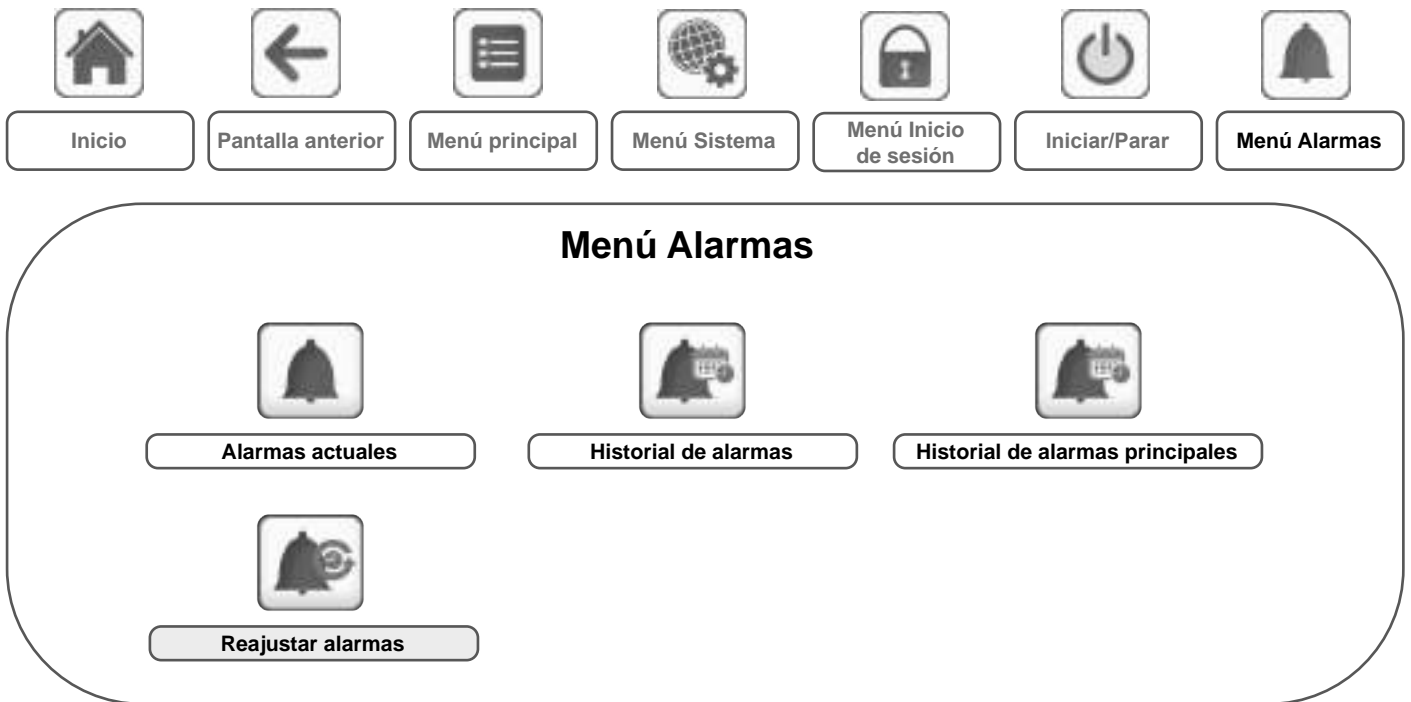 Inicio
Pantalla anterior
Menú principal
Menú Sistema
Menú Inicio
de sesión
Iniciar/Parar
Menú Alarmas
Menú Alarmas
Alarmas actuales
Historial de alarmas
Historial de alarmas principales
Reajustar alarmas